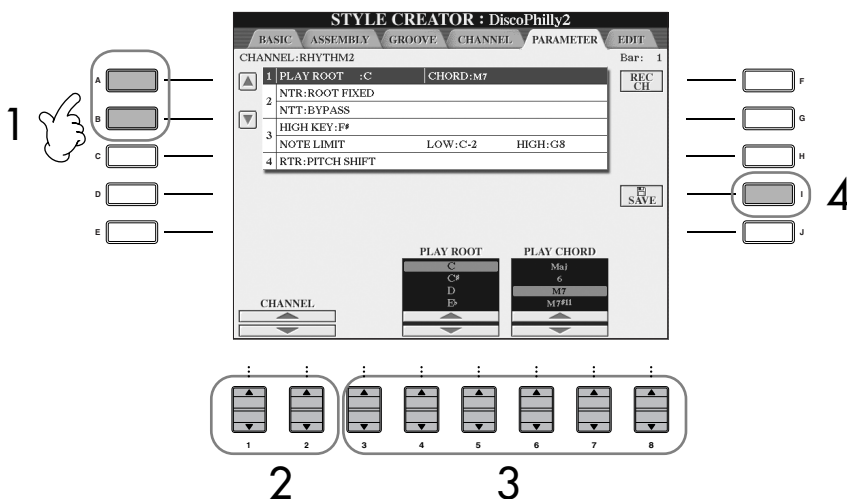 STYLE CREATOR : DiscoPhilly2
BASIC ASSEMBLY GROOVE CHANNEL PARAMETER EDIT
CHANNEL:RHYTHM2 Bar: 1
1 PLAY ROOT :C CHORD:M7
REC CH
2 NTR:ROOT FIXED
NTT:BYPASS
3 HIGH KEY:F♯
NOTE LIMIT LOW:C-2 HIGH:G8
4 RTR:PITCH SHIFT
SAVE
PLAY ROOT PLAY CHORD
C Maj
C♯ 6
D M7
E♭ M7♯11
CHANNEL
A
B
C
D
E
F
G
H
I
J
1
4
1 2 3 4 5 6 7 8
2 3